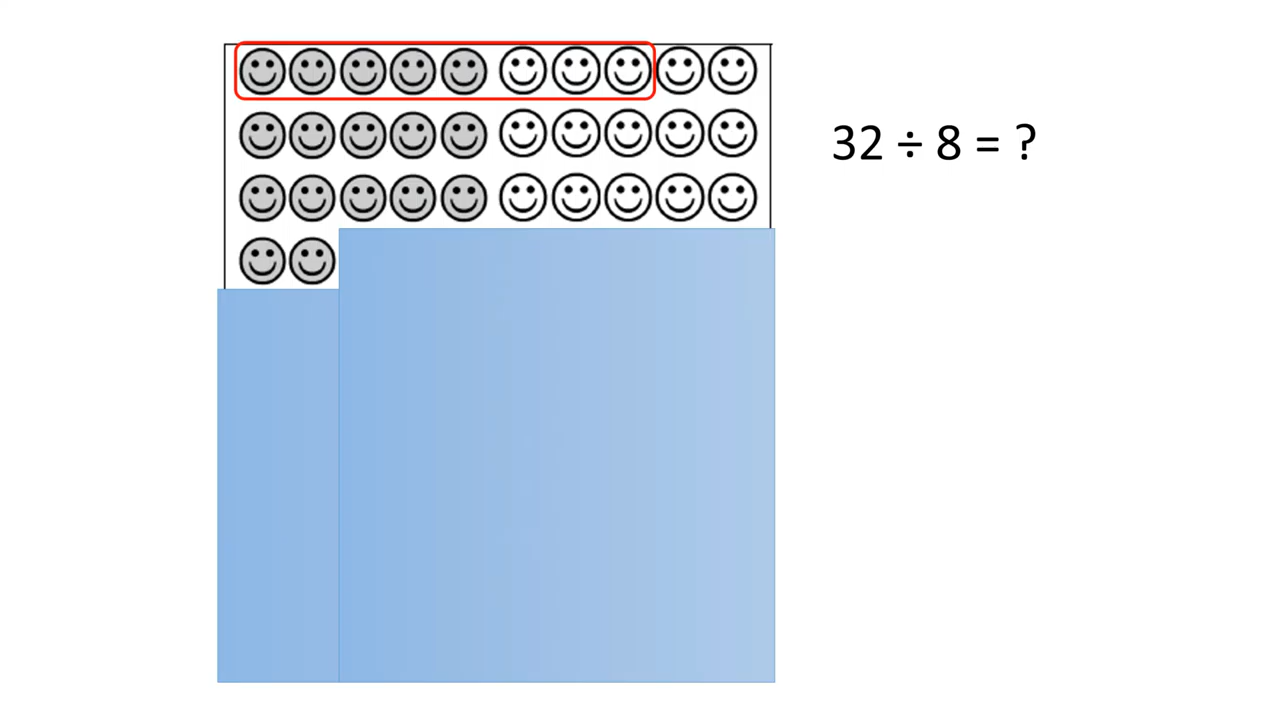 32 ÷ 8 = ?